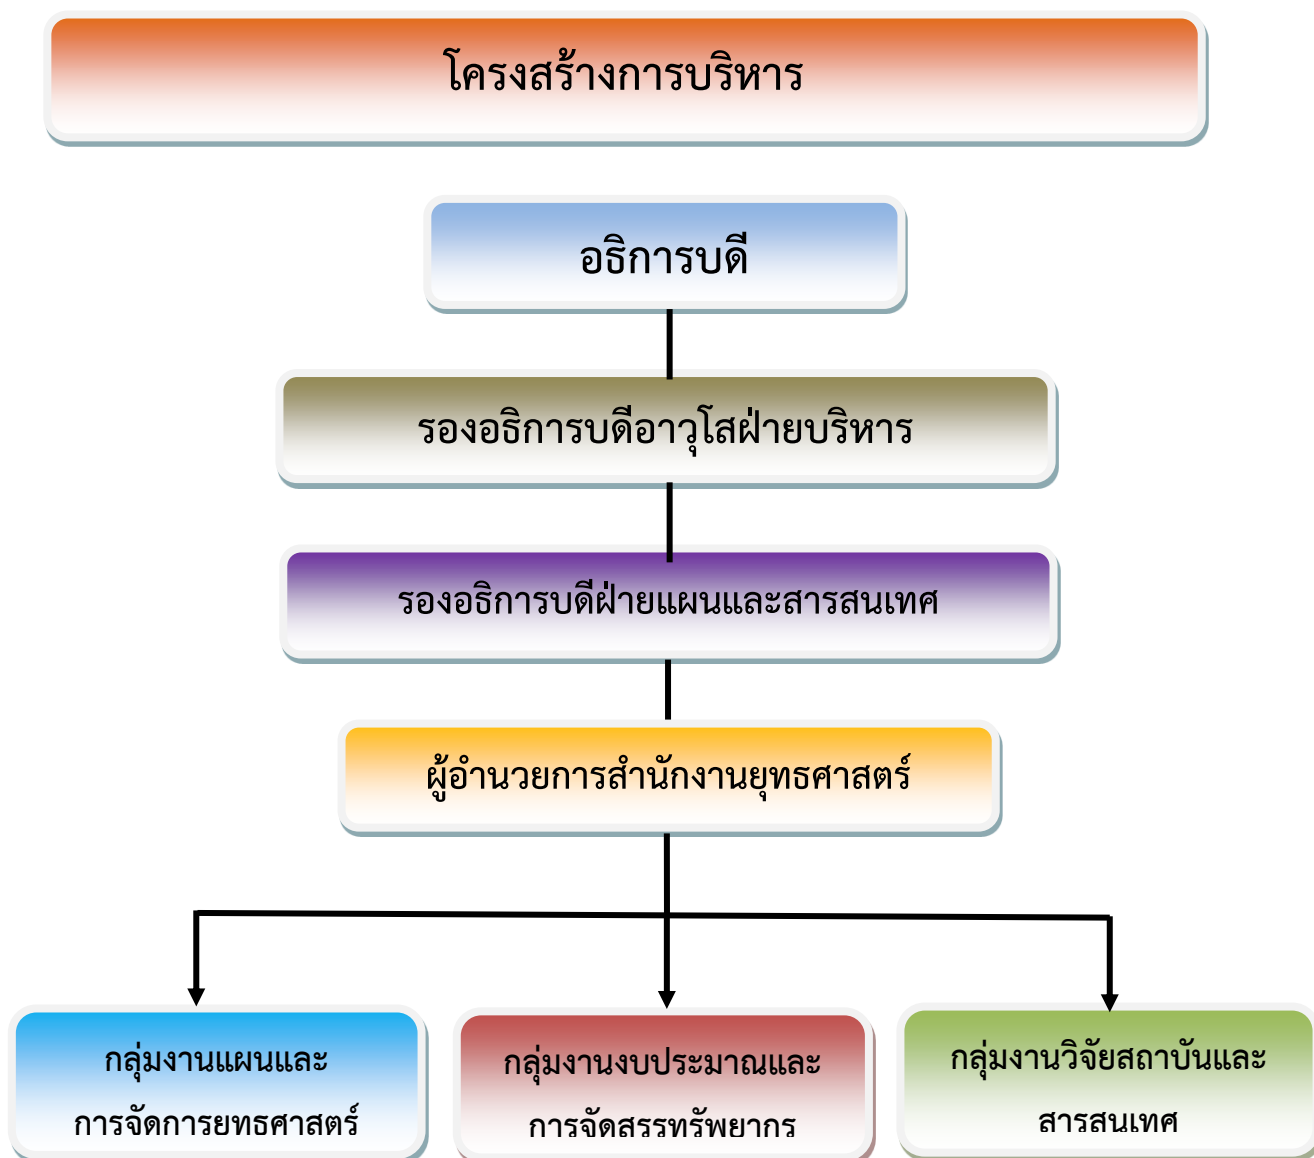 โครงสร้างการบริหาร
อธิการบดี
รองอธิการบดีอาวุโสฝ่ายบริหาร
รองอธิการบดีฝ่ายแผนและสารสนเทศ
ผู้อำนวยการสำนักงานยุทธศาสตร์
กลุ่มงานแผนและ
การจัดการยุทธศาสตร์
กลุ่มงานงบประมาณและ
การจัดสรรทรัพยากร
กลุ่มงานวิจัยสถาบันและ
สารสนเทศ